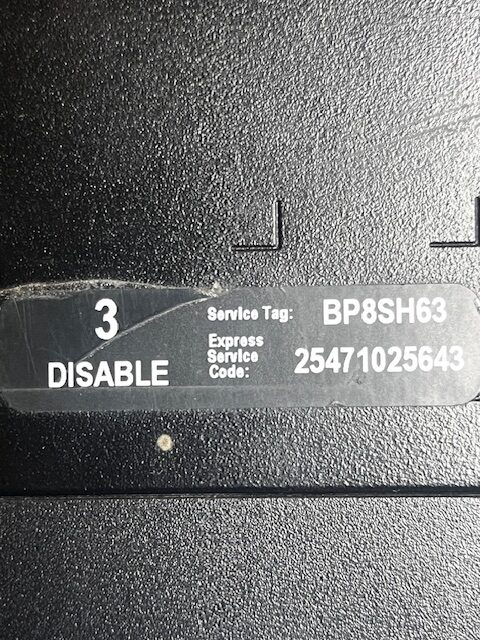 3
DISABLE
Service Tag: BP8SH63
Express
Service
Code: 25471025643